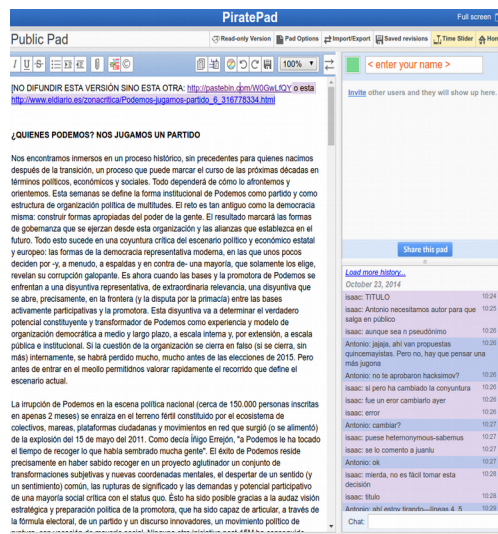 PiratePad
Full screen
Public Pad
Read-only Version
Pad Options
Import/Export
Saved revisions
Time Slider
Hom
100%
[NO DIFUNDIR ESTA VERSIÓN SINO ESTA OTRA: http://pastebin.com/W0GwLfQY o esta
http://www.eldiario.es/zonacritica/Podemos-jugamos-partido_6_316778334.html
¿QUIENES PODEMOS? NOS JUGAMOS UN PARTIDO
Nos encontramos inmersos en un proceso histórico, sin precedentes para quienes nacimos
después de la transición, un proceso que puede marcar el curso de las próximas décadas en
términos políticos, económicos y sociales. Todo dependerá de cómo lo afrontemos y
orientemos. Esta semanas se define la forma institucional de Podemos como partido y como
estructura de organización política de multitudes. El reto es tan antiguo como la democracia
misma: construir formas apropiadas del poder de la gente. El resultado marcará las formas
de gobernanza que se ejerzan desde esta organización y las alianzas que establezca en el
futuro. Todo esto sucede en una coyuntura crítica del escenario político y económico estatal
y europeo: las formas de la democracia representativa moderna, en las que unos pocos
deciden por -y, a menudo, a espaldas y en contra de- una mayoría, que solamente los elige,
revelan su corrupción galopante. Es ahora cuando las bases y la promotora de Podemos se
enfrentan a una disyuntiva representativa, de extraordinaria relevancia, una disyuntiva que
se abre, precisamente, en la frontera (y la disputa por la primacía) entre las bases
activamente participativas y la promotora. Esta disyuntiva va a determinar el verdadero
potencial constituyente y transformador de Podemos como experiencia y modelo de
organización democrática a medio y largo plazo, a escala interna y, por extensión, a escala
pública e institucional. Si la cuestión de la organización se cierra en falso (si se cierra, sin
más) internamente, se habrá perdido mucho, mucho antes de las elecciones de 2015. Pero
antes de entrar en el meollo permitidnos valorar rapidamente el recorrido que define el
escenario actual.
La irrupción de Podemos en la escena política nacional (cerca de 150.000 personas inscritas
en apenas 2 meses) se enraiza en el terreno fértil constituido por el ecosistema de
colectivos, mareas, plataformas ciudadanas y movimientos en red que surgió (o se alimentó)
de la explosión del 15 de mayo del 2011. Como decía Íñigo Errejón, "a Podemos le ha tocado
el tiempo de recoger lo que había sembrado mucha gente". El éxito de Podemos reside
precisamente en haber sabido recoger en un proyecto aglutinador un conjunto de
transformaciones subjetivas y nuevas coordenadas mentales, el despertar de un sentido (y
un sentimiento) común, las rupturas de significado y las demandas y potencial participativo
de una mayoría social crítica con el status quo. Ésto ha sido posible gracias a la audaz visión
estratégica y preparación política de la promotora, que ha sido capaz de articular, a través de
la fórmula electoral, de un partido y un discurso innovadores, un movimiento político de
< enter your name >
Invite other users and they will show up here.
Share this pad
Load more history...
October 23, 2014
isaac: TITULO 10:24
isaac: Antonio necesitamos autor para que 10:25
salga en público
isaac: aunque sea n pseudónimo 10:26
Antonio: jajaja, ahí van propuestas 10:26
quincemayistas. Pero no, hay que pensar una
más jugona
Antonio: no te aprobaron hacksimov? 10:26
isaac: si pero ha cambiado la conyuntura 10:26
isaac: fue un eror cambiarlo ayer 10:26
isaac: error 10:26
Antonio: cambiar? 10:27
isaac: puese heternonymous-sabemus 10:27
isaac: se lo comento a juanlu 10:27
Antonio: ok 10:27
isaac: mierda, no es fácil tomar esta 10:28
decisión
isaac: titulo 10:28
Antonio: ahí estoy tirando---líneas 4, 5 10:29
Chat: